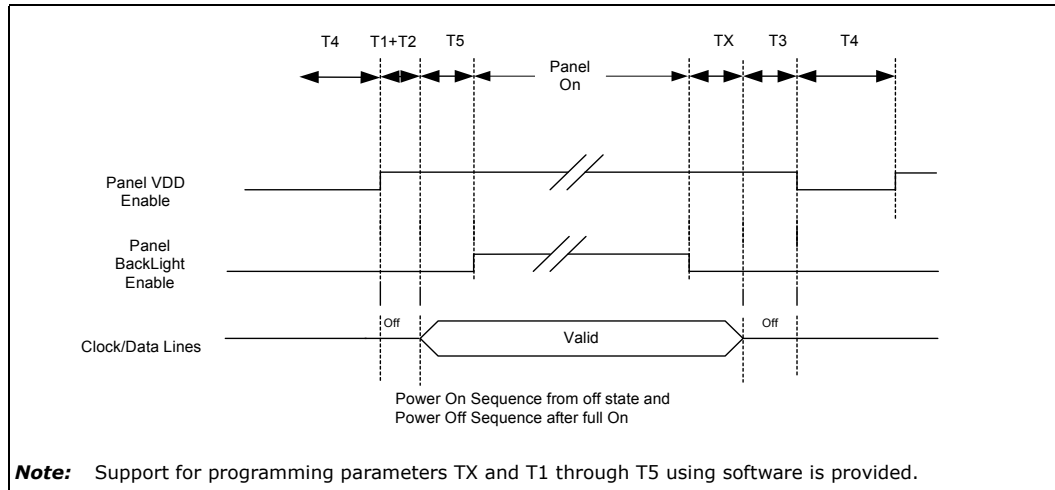 T4 T1+T2 T5 Panel On TX T3 T4
Panel VDD
Enable
Panel
BackLight
Enable
Off Off
Clock/Data Lines Valid
Power On Sequence from off state and
Power Off Sequence after full On
Note: Support for programming parameters TX and T1 through T5 using software is provided.